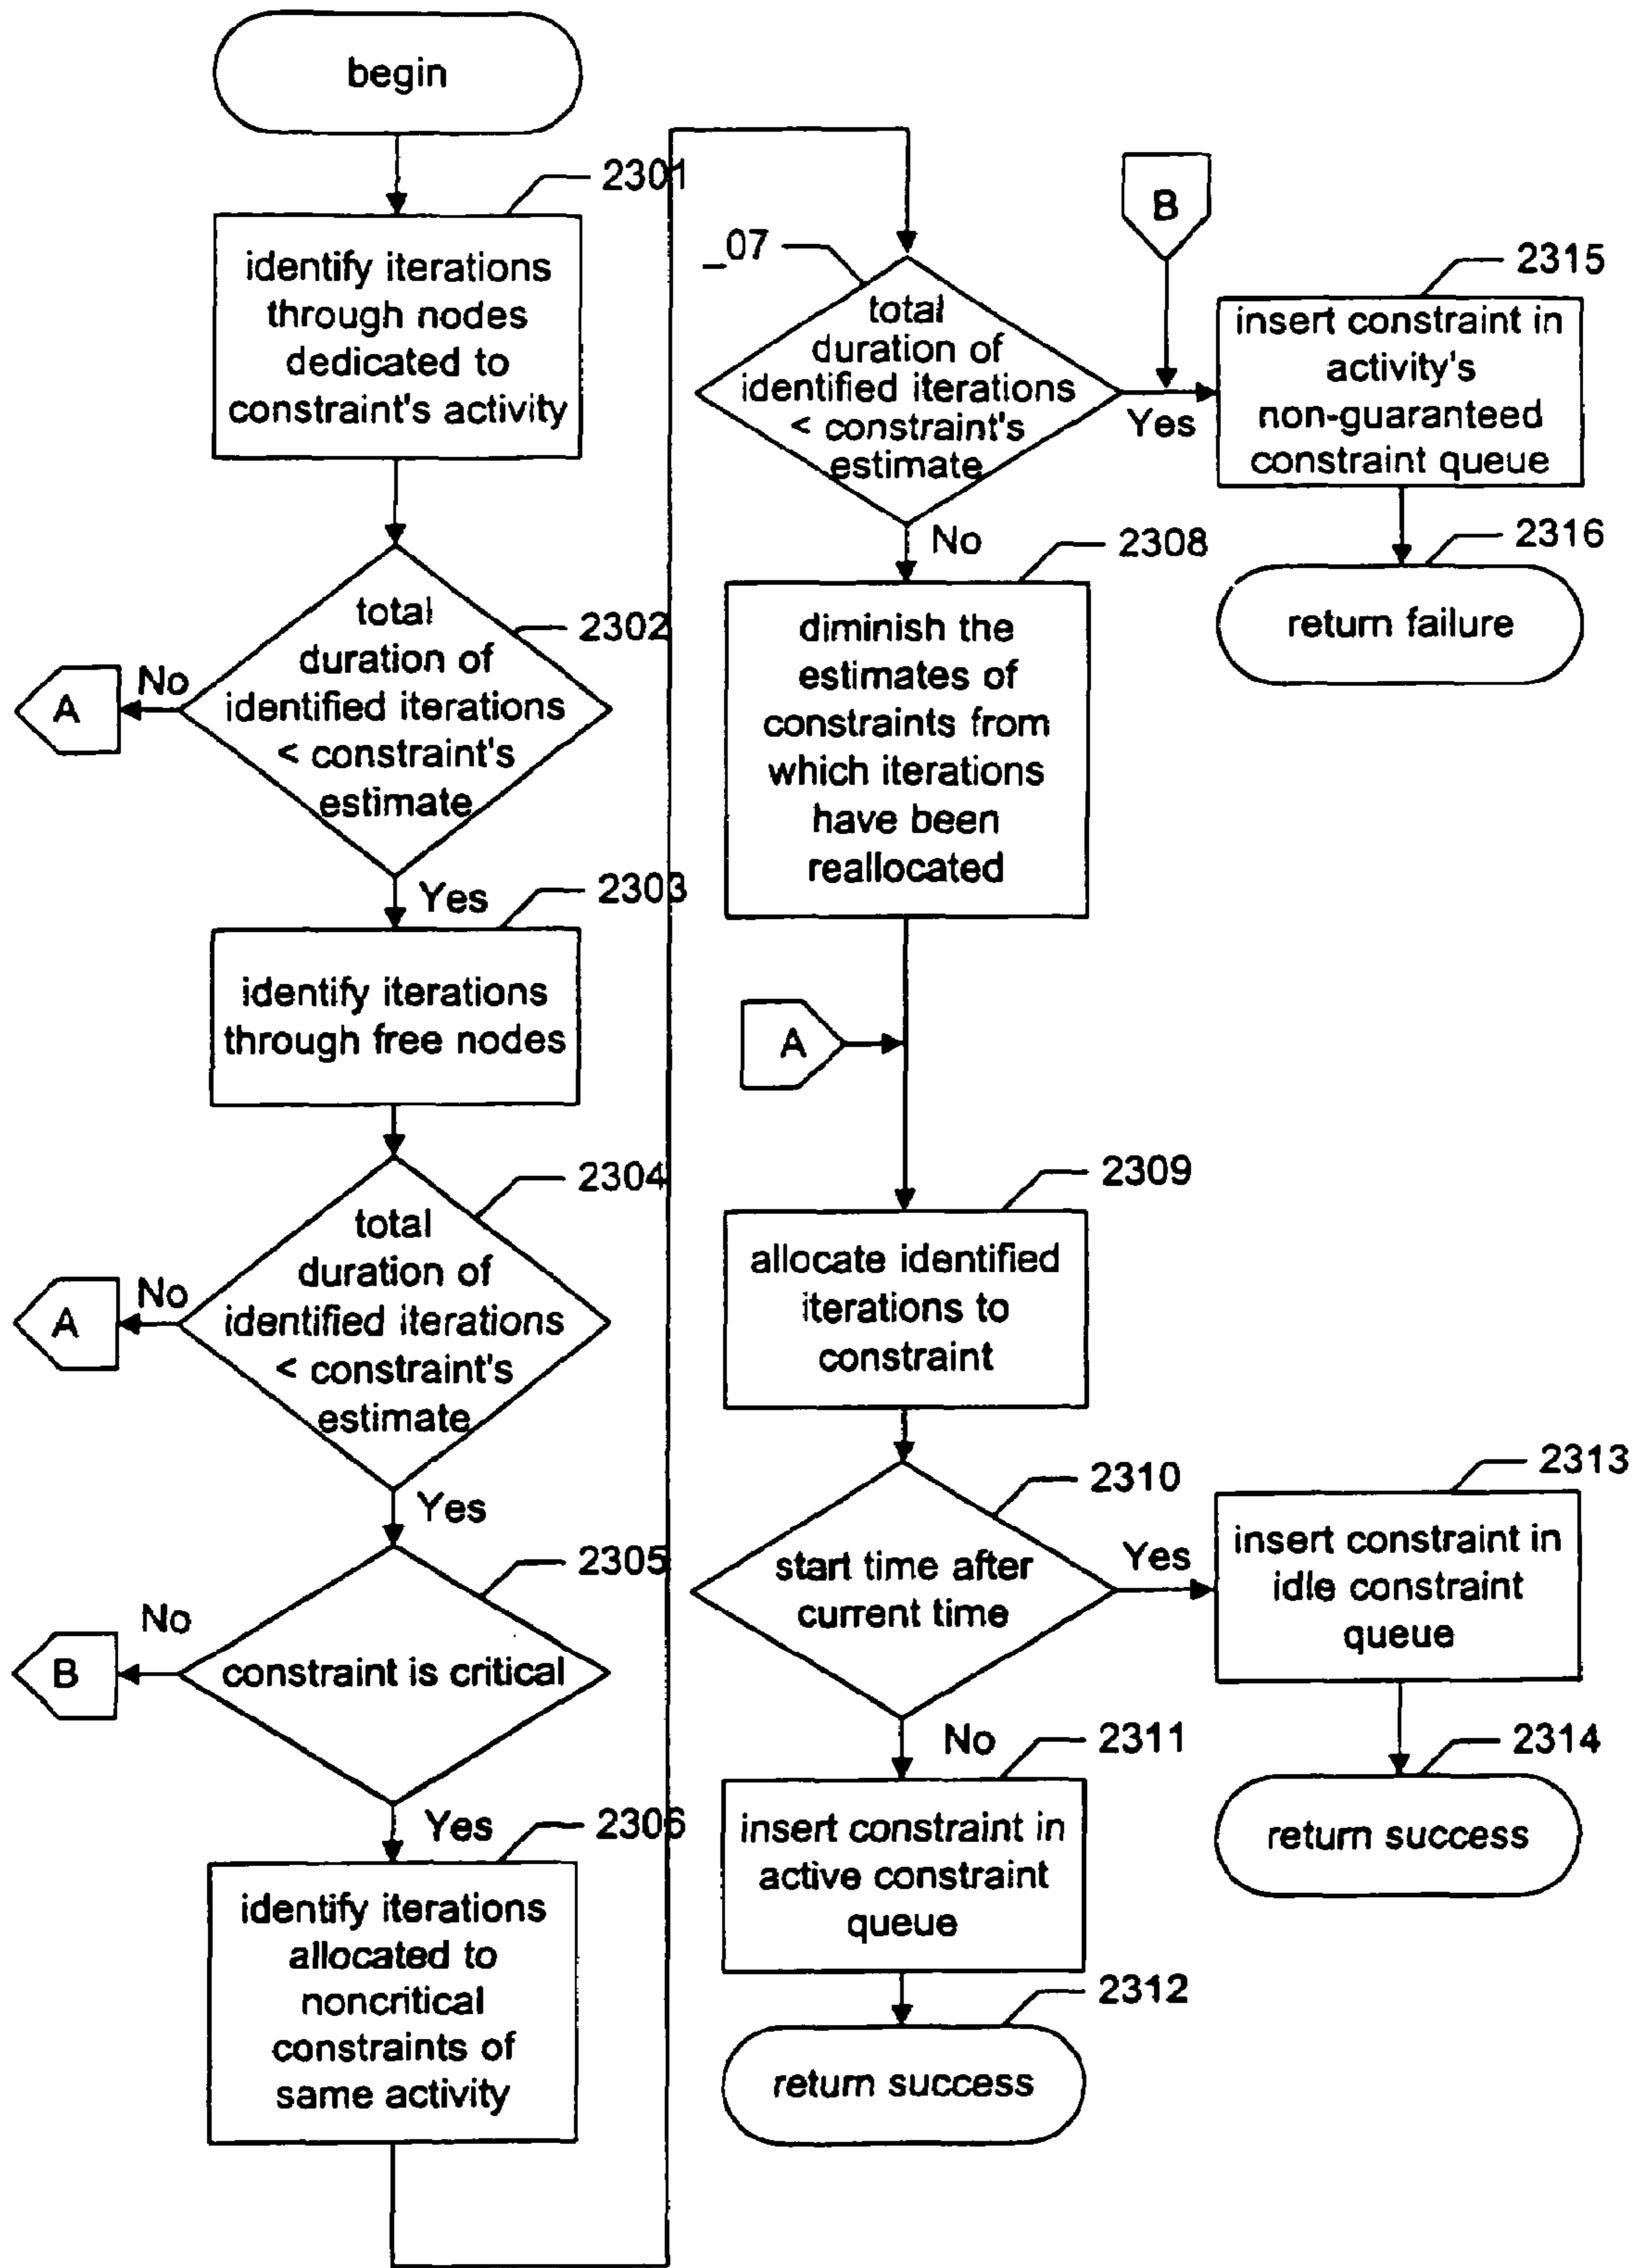 begin
2301
identify iterations
through nodes
dedicated to
constraint's activity
2302
total
duration of
identified iterations
< constraint's
estimate
No
A
Yes
2303
identify iterations
through free nodes
2304
total
duration of
identified iterations
< constraint's
estimate
No
A
Yes
2305
constraint is critical
No
B
Yes
2306
identify iterations
allocated to
noncritical
constraints of
same activity
_07
total
duration of
identified iterations
< constraint's
estimate
B
Yes
2315
insert constraint in
activity's
non-guaranteed
constraint queue
2316
return failure
No
2308
diminish the
estimates of
constraints from
which iterations
have been
reallocated
A
2309
allocate identified
iterations to
constraint
2310
start time after
current time
Yes
2313
insert constraint in
idle constraint
queue
2314
return success
No
2311
insert constraint in
active constraint
queue
2312
return success